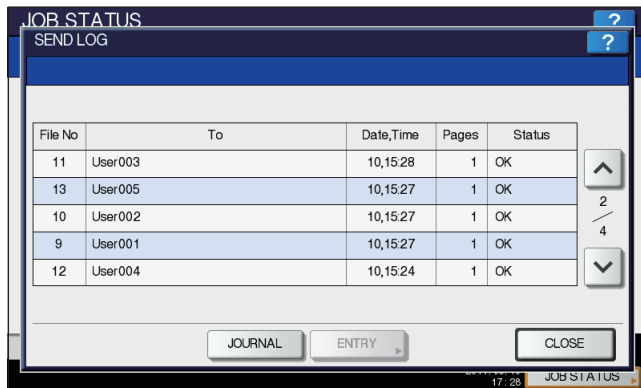 JOB STATUS ?
SEND LOG ?
File No To Date,Time Pages Status
11 User003 10,15:28 1 OK
13 User005 10,15:27 1 OK
10 User002 10,15:27 1 OK
9 User001 10,15:27 1 OK
12 User004 10,15:24 1 OK
2
4
JOURNAL ENTRY CLOSE
17:28 JOB STATUS